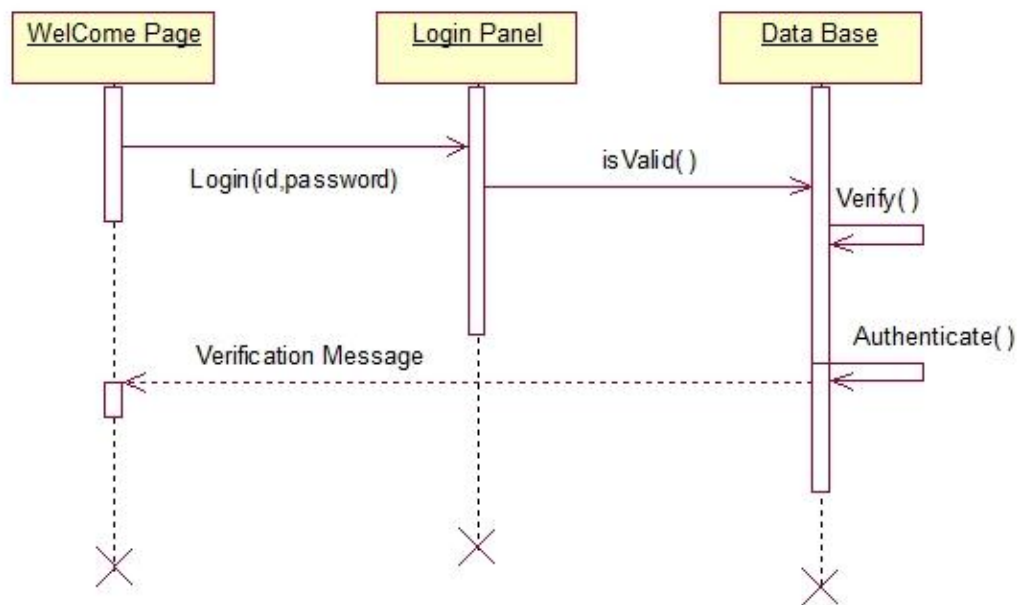 WelCome Page
Login Panel
Data Base
Login(id,password)
isValid( )
Verify( )
Authenticate( )
Verification Message